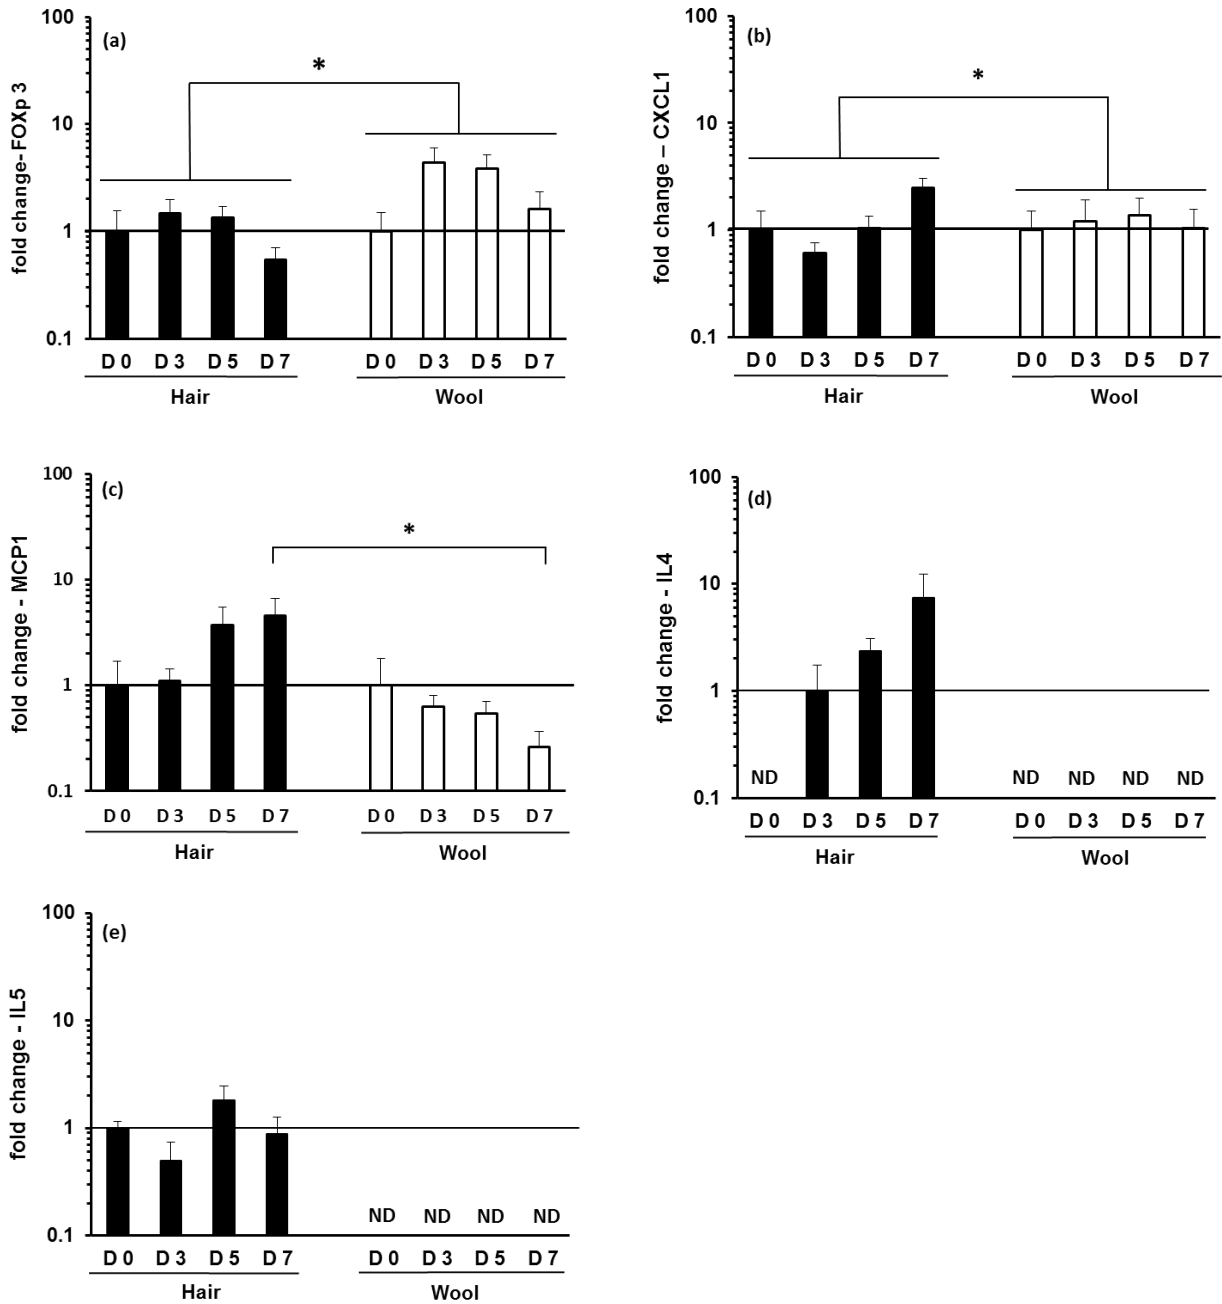 (a)
fold change- FOXp 3
100
10
1
0.1
*
D 0 D 3 D 5 D 7 D 0 D 3 D 5 D 7
Hair Wool
(b)
fold change – CXCL1
100
10
1
0.1
*
D 0 D 3 D 5 D 7 D 0 D 3 D 5 D 7
Hair Wool
(c)
fold change - MCP1
100
10
1
0.1
*
D 0 D 3 D 5 D 7 D 0 D 3 D 5 D 7
Hair Wool
(d)
fold change - IL4
100
10
1
0.1
ND ND ND ND ND
D 0 D 3 D 5 D 7 D 0 D 3 D 5 D 7
Hair Wool
(e)
fold change - IL5
100
10
1
0.1
ND ND ND ND
D 0 D 3 D 5 D 7 D 0 D 3 D 5 D 7
Hair Wool